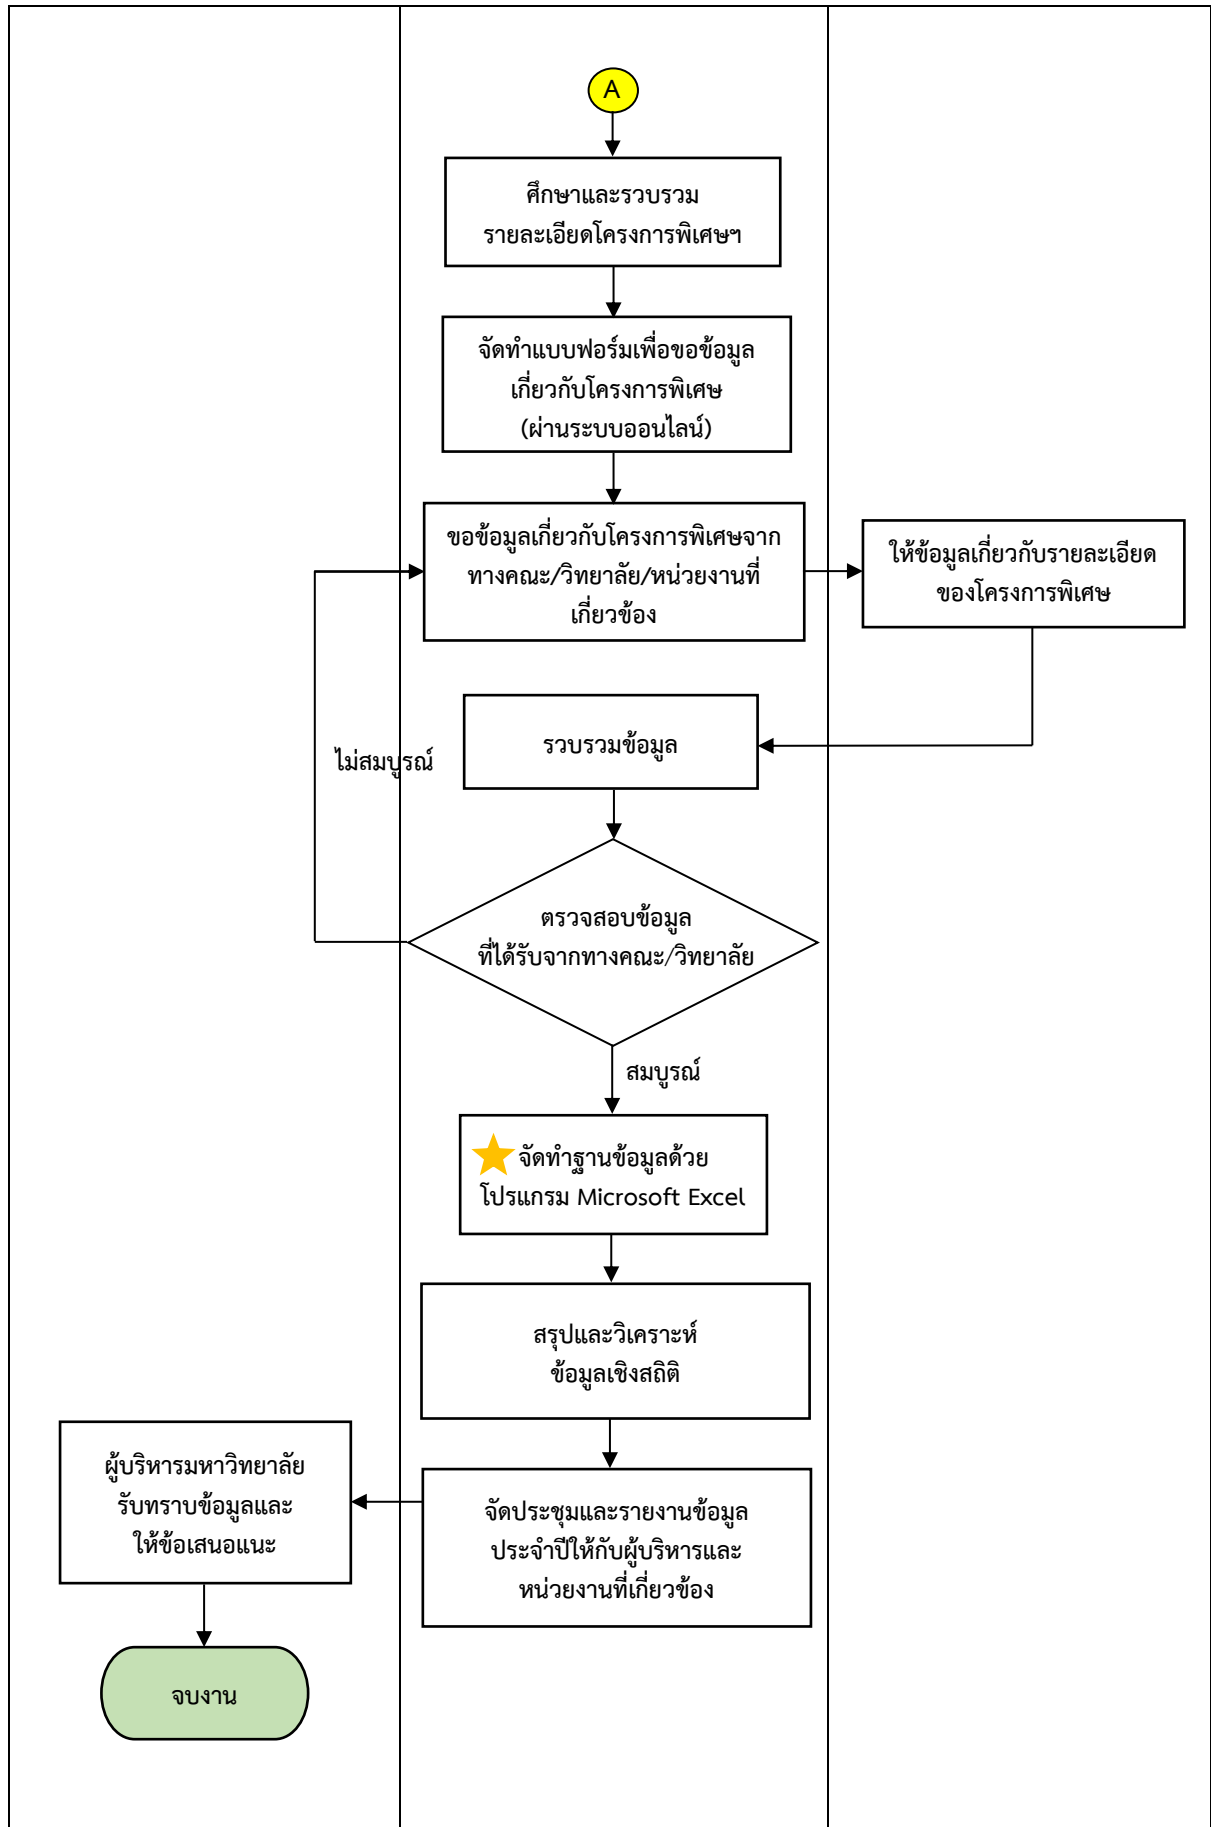 A
ศึกษาและรวบรวม
รายละเอียดโครงการพิเศษฯ
จัดทำแบบฟอร์มเพื่อขอข้อมูล
เกี่ยวกับโครงการพิเศษ
(ผ่านระบบออนไลน์)
ขอข้อมูลเกี่ยวกับโครงการพิเศษจาก
ทางคณะ/วิทยาลัย/หน่วยงานที่
เกี่ยวข้อง
ให้ข้อมูลเกี่ยวกับรายละเอียด
ของโครงการพิเศษ
รวบรวมข้อมูล
ไม่สมบูรณ์
ตรวจสอบข้อมูล
ที่ได้รับจากทางคณะ/วิทยาลัย
สมบูรณ์
จัดทำฐานข้อมูลด้วย
โปรแกรม Microsoft Excel
สรุปและวิเคราะห์
ข้อมูลเชิงสถิติ
จัดประชุมและรายงานข้อมูล
ประจำปีให้กับผู้บริหารและ
หน่วยงานที่เกี่ยวข้อง
ผู้บริหารมหาวิทยาลัย
รับทราบข้อมูลและ
ให้ข้อเสนอแนะ
จบงาน